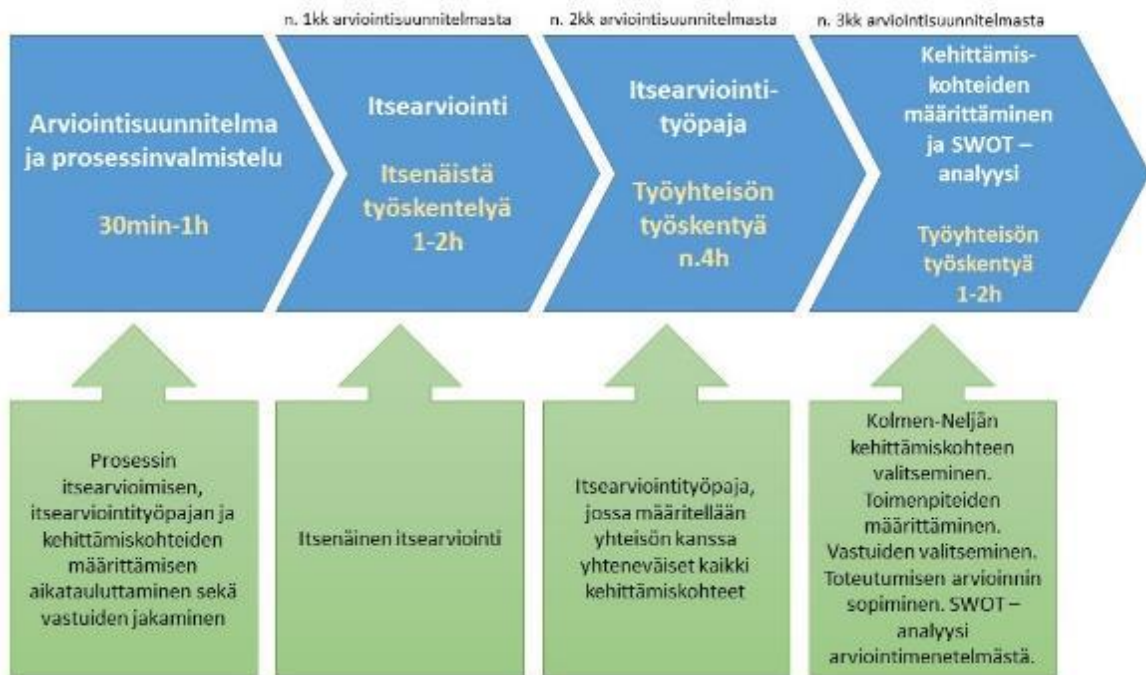 n. 1kk arviointisuunnitelmasta
n. 2kk arviointisuunnitelmasta
n. 3kk arviointisuunnitelmasta
Arviointisuunnitelma
ja prosessinvalmistelu
30min-1h
Itsearviointi
Itsenäistä
työskentelyä
1-2h
Itsearviointi-
työpaja
Työyhteisön
työskentyä
n.4h
Kehittämis-
kohteiden
määrittäminen
ja SWOT –
analyysi
Työyhteisön
työskentyä
1-2h
Prosessin
itsearvioimisen,
itsearviointityöpajan ja
kehittämiskohteiden
määrittämisen
aikatauluttaminen sekä
vastuiden jakaminen
Itsenäinen itsearviointi
Itsearviointityöpaja,
jossa määritellään
yhteisön kanssa
yhteneväiset kaikki
kehittämiskohteet
Kolmen-Neljän
kehittämiskohteen
valitseminen.
Toimenpiteiden
määrittäminen.
Vastuiden valitseminen.
Toteutumisen arvioinnin
sopiminen. SWOT –
analyysi
arviointimenetelmästä.